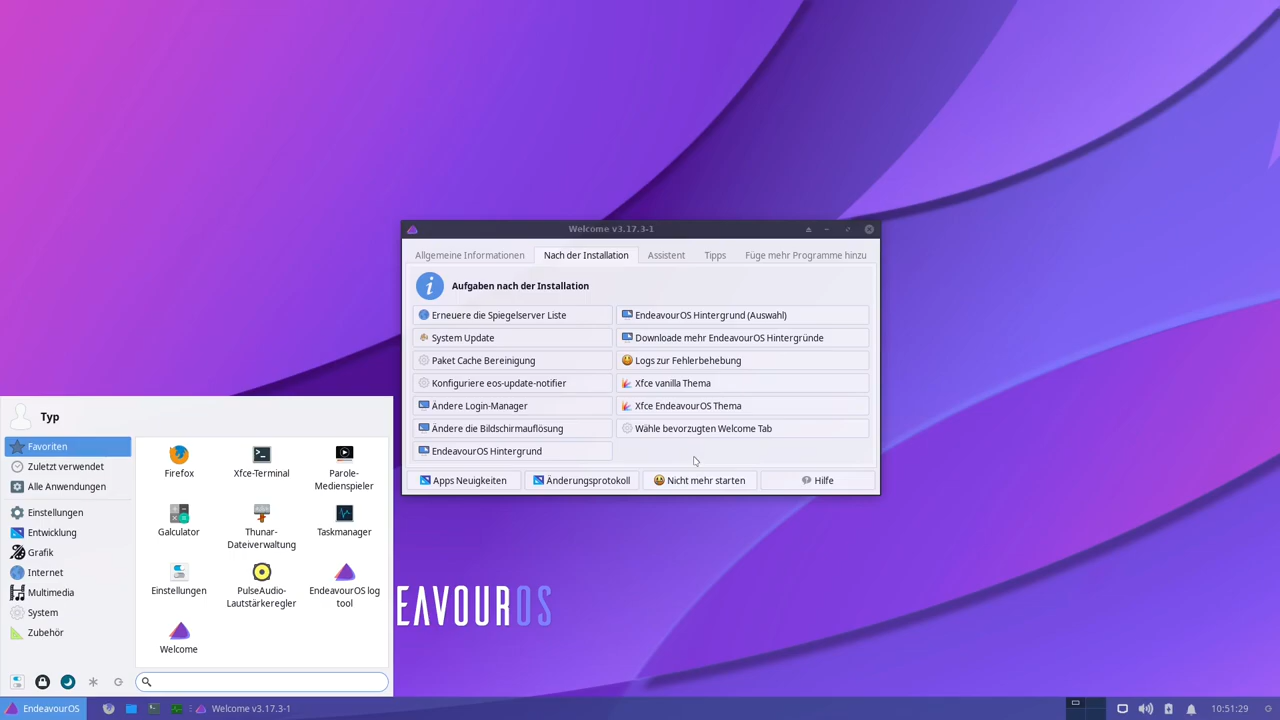 Welcome v3.17.3-1
Allgemeine Informationen
Nach der Installation
Assistent
Tipps
Füge mehr Programme hinzu
Aufgaben nach der Installation
Erneuere die Spiegelserver Liste
EndeavourOS Hintergrund (Auswahl)
System Update
Downloade mehr EndeavourOS Hintergründe
Paket Cache Bereinigung
Logs zur Fehlerbehebung
Konfiguriere eos-update-notifier
Xfce vanilla Thema
Ändere Login-Manager
Xfce EndeavourOS Thema
Ändere die Bildschirmauflösung
Wähle bevorzugten Welcome Tab
EndeavourOS Hintergrund
Apps Neuigkeiten
Änderungsprotokoll
Nicht mehr starten
Hilfe
Typ
Favoriten
Zuletzt verwendet
Alle Anwendungen
Einstellungen
Entwicklung
Grafik
Internet
Multimedia
System
Zubehör
Firefox
Xfce-Terminal
Parole-
Medienspieler
Galculator
Thunar-
Dateiverwaltung
Taskmanager
Einstellungen
PulseAudio-
Lautstärkeregler
EndeavourOS log
tool
Welcome
EAVOUROS
EndeavourOS
Welcome v3.17.3-1
10:51:29